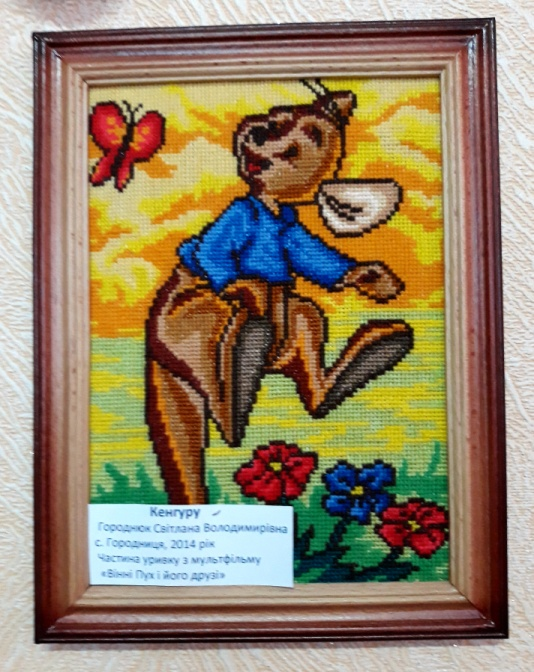 Кенгуру
Городнюк Світлана Володимирівна
с. Городниця, 2014 рік
Частина уривку з мультфільму
«Вінні Пух і його друзі»